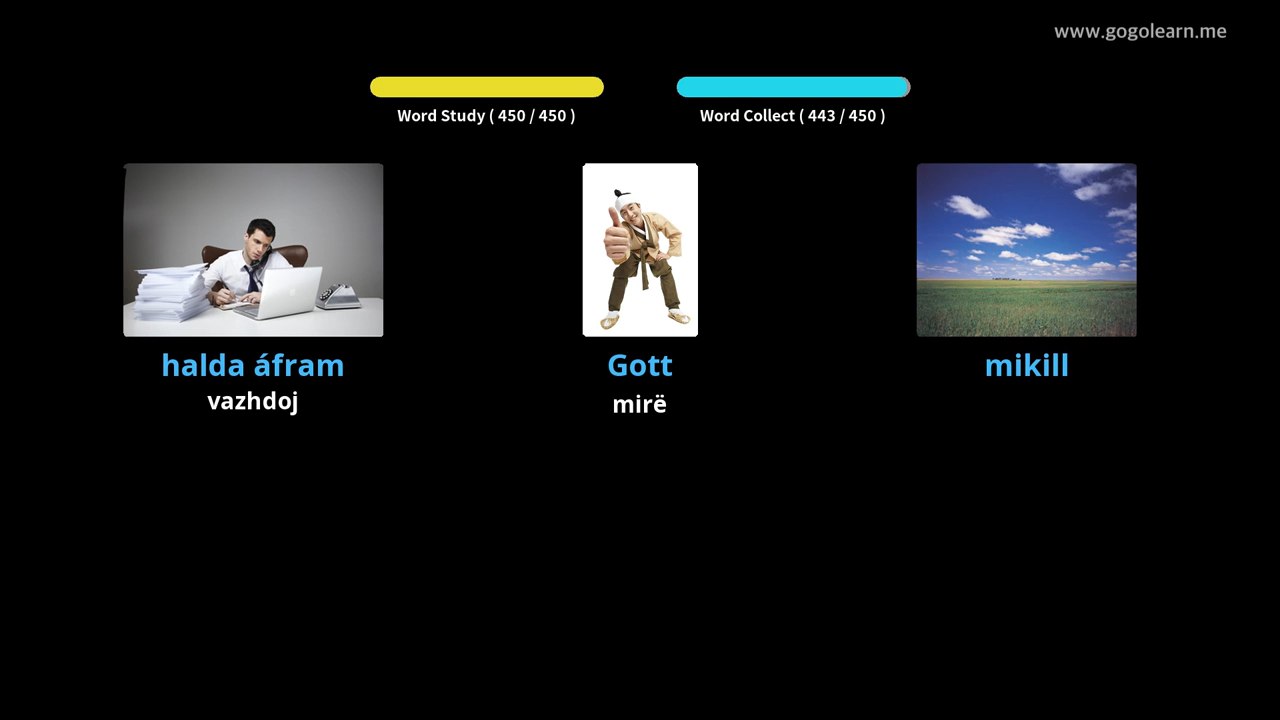 www.gogolearn.me
Word Study ( 450 / 450 )
Word Collect ( 443 / 450 )
halda áfram
Gott
mikill
vazhdoj
mirë